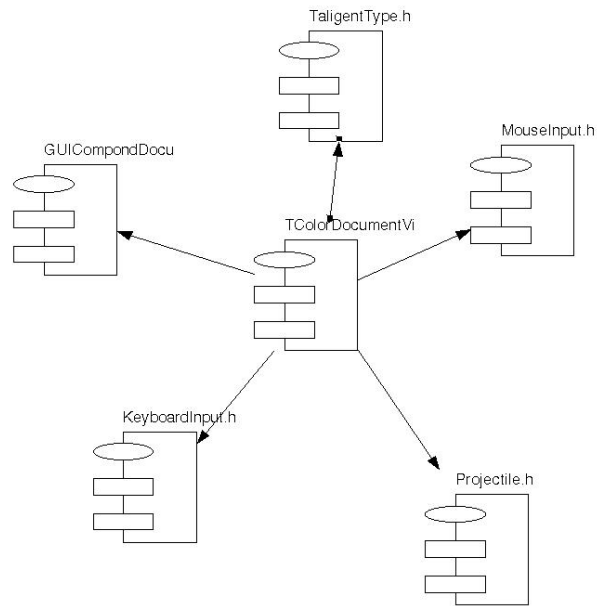 TaligentType.h
MouseInput.h
GUICompondDocu
TColorDocumentVi
KeyboardInput.h
Projectile.h